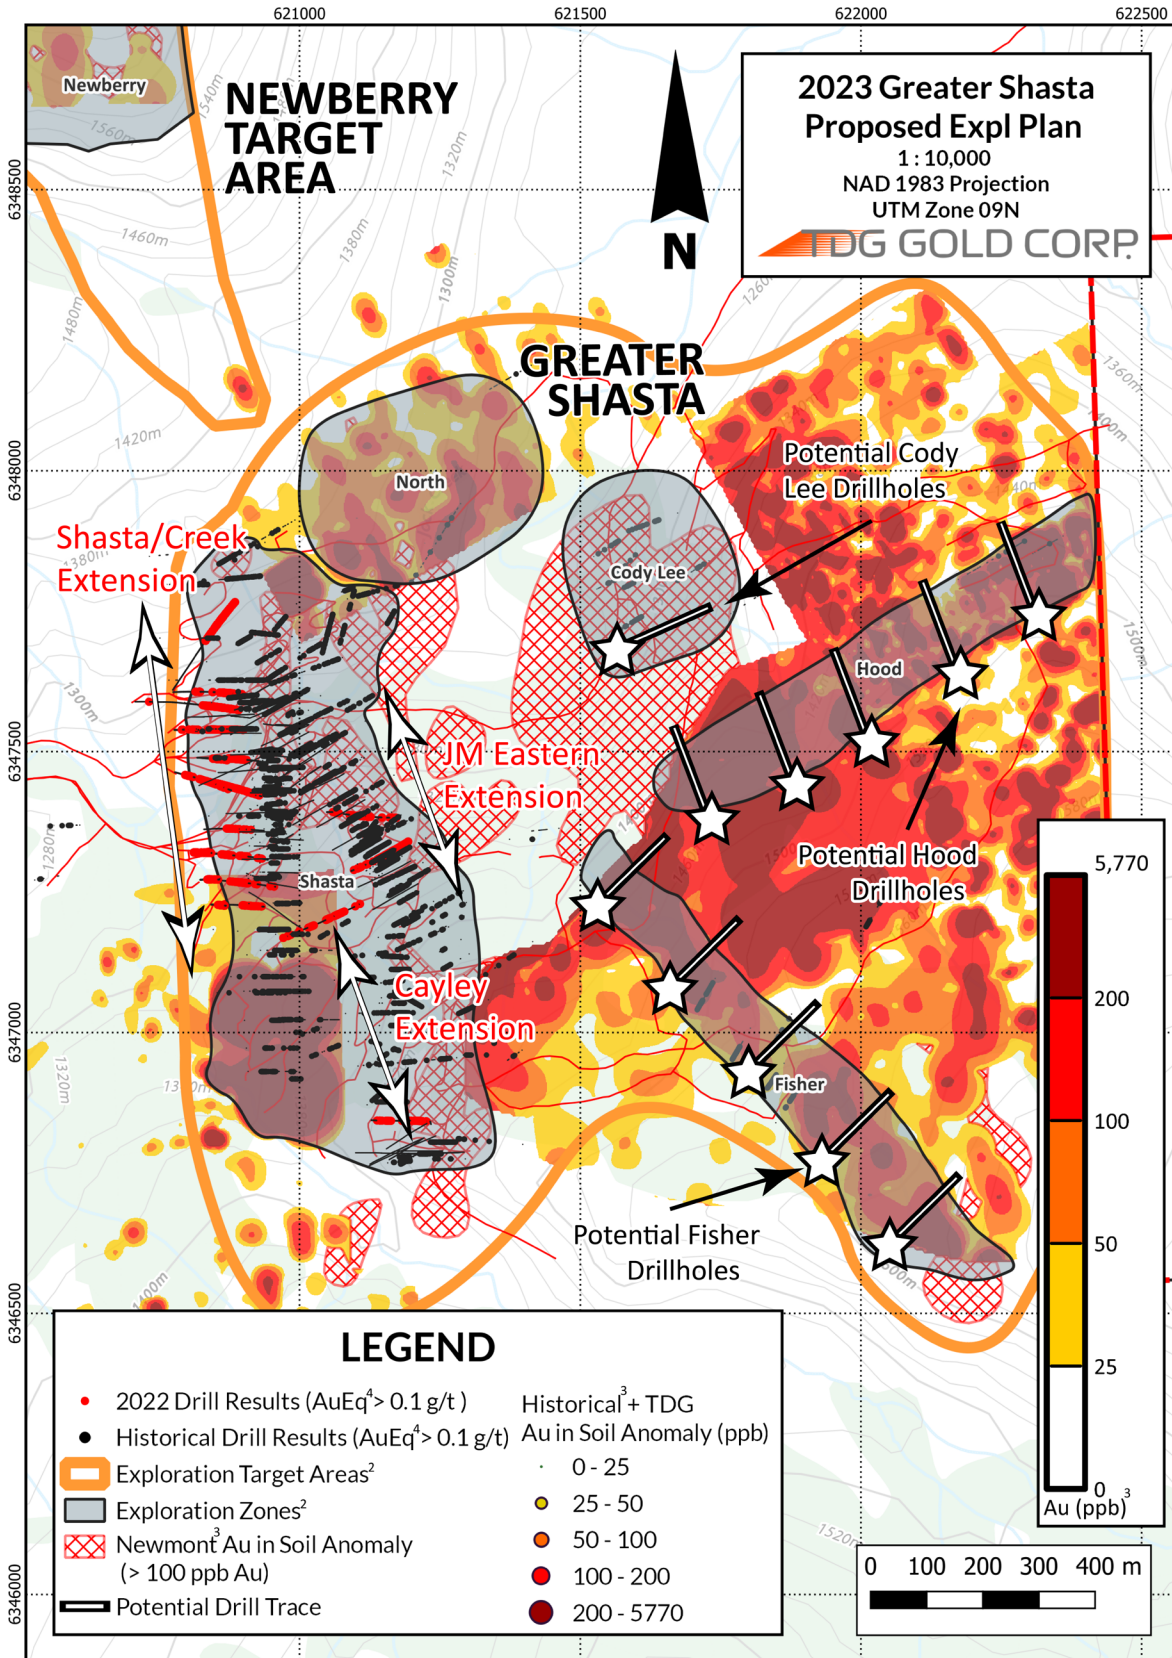 621000
621500
622000
622500
6348500
6348000
6347500
6347000
6346500
6346000
2023 Greater Shasta
Proposed Expl Plan
1 : 10,000
NAD 1983 Projection
UTM Zone 09N
TDG GOLD CORP.
N
Newberry
NEWBERRY
TARGET
AREA
1540m
1560m
1320m
1460m
1380m
1300m
1260m
1480m
1420m
1360m
1400m
GREATER
SHASTA
North
Potential Cody
Lee Drillholes
Shasta/Creek
Extension
1380m
Cody Lee
1500m
Hood
1300m
JM Eastern
Extension
1280m
Shasta
Potential Hood
Drillholes
Cayley
Extension
1320m
Fisher
Potential Fisher
Drillholes
1400m
5,770
200
100
50
25
0
Au (ppb)³
LEGEND
2022 Drill Results (AuEq⁴> 0.1 g/t )
Historical Drill Results (AuEq⁴> 0.1 g/t)
Exploration Target Areas²
Exploration Zones²
Newmont³ Au in Soil Anomaly
(> 100 ppb Au)
Potential Drill Trace
Historical³ + TDG
Au in Soil Anomaly (ppb)
0 - 25
25 - 50
50 - 100
100 - 200
200 - 5770
1520m
0 100 200 300 400 m